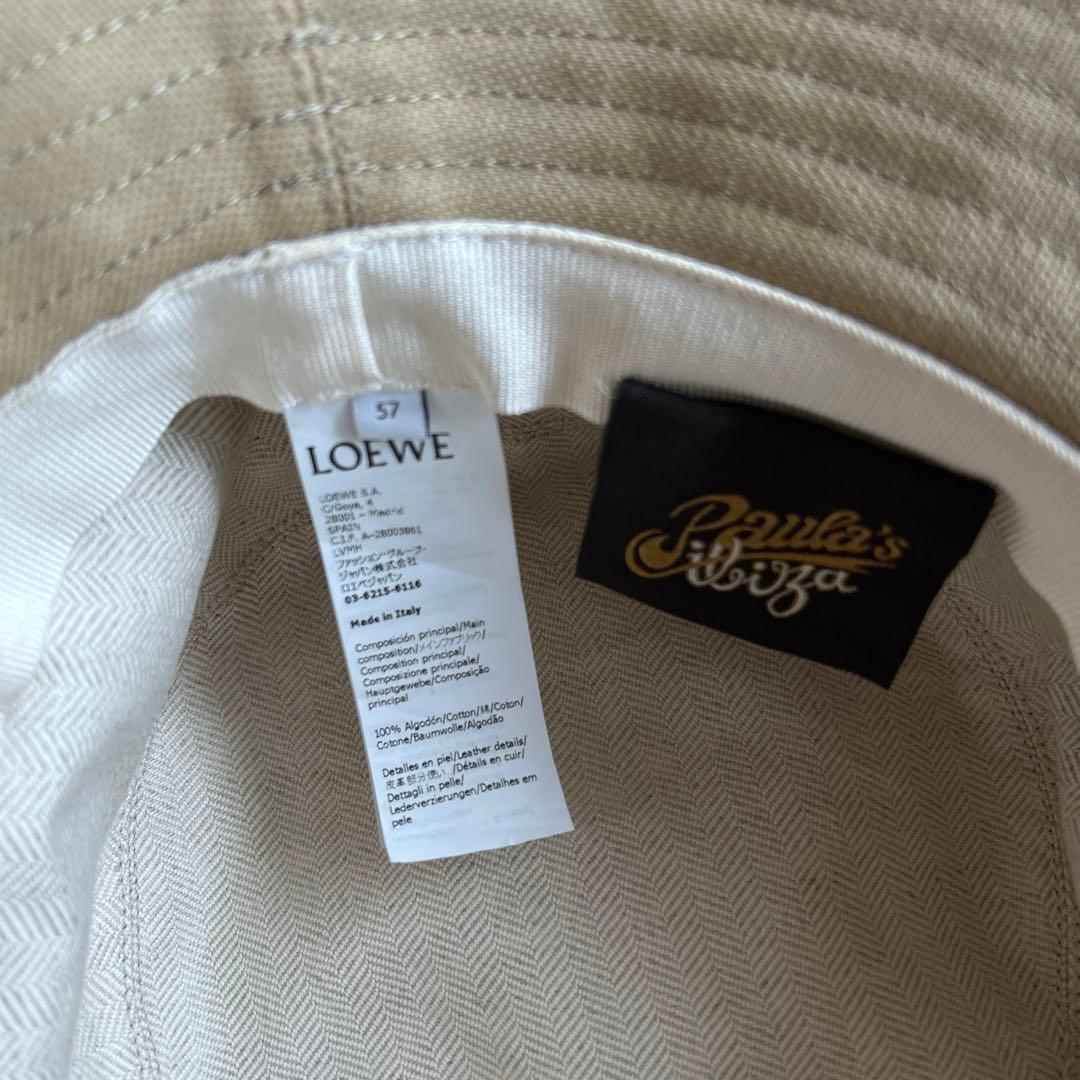 57
LOEWE
LOEWE S.A.
C/Goya, 4
28001 - Madrid
SPAIN
C.I.F. A-28003861
LVMH
ファッション・グループ・
ジャパン株式会社
ロエベジャパン
03-6215-6116
Made in Italy
Composición principal/Main
composition/メインファブリック/
Composition principal/
Composizione principale/
Hauptgewebe/Composição
principal
100% Algodón/Cotton/綿/Coton/
Cotone/Baumwolle/Algodão
Detalles en piel/Leather details/
皮革部分使い /Détails en cuir/
Dettagli in pelle/
Lederverzierungen/Detalhes em
pele
Paula's
ibiza